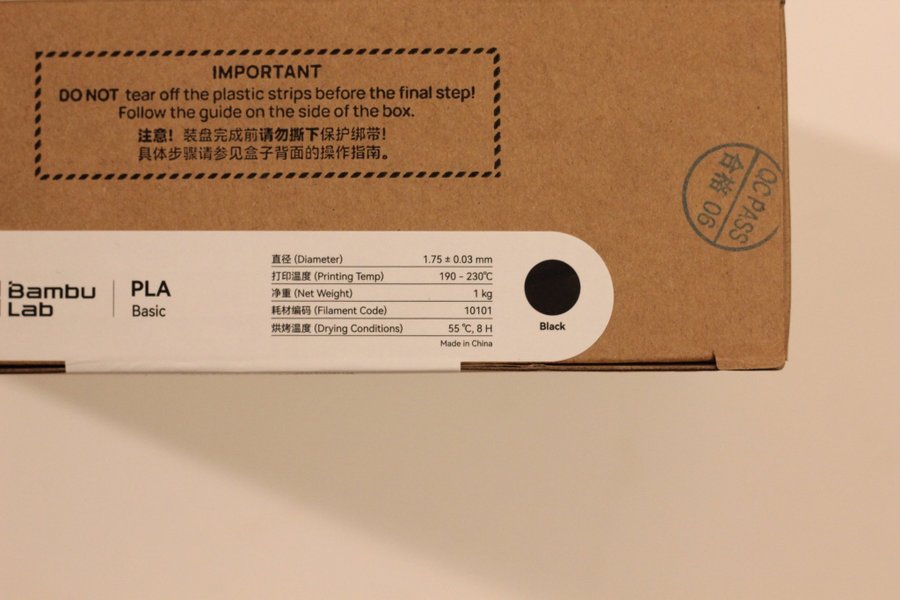 IMPORTANT
DO NOT tear off the plastic strips before the final step!
Follow the guide on the side of the box.
注意！装盘完成前请勿撕下保护绑带！
具体步骤请参见盒子背面的操作指南。
QC PASS
合格 06
Bambu
Lab
PLA
Basic
直径 (Diameter) 1.75 ± 0.03 mm
打印温度 (Printing Temp) 190 - 230℃
净重 (Net Weight) 1 kg
耗材编码 (Filament Code) 10101
烘烤温度 (Drying Conditions) 55 ℃, 8 H
Made in China
Black